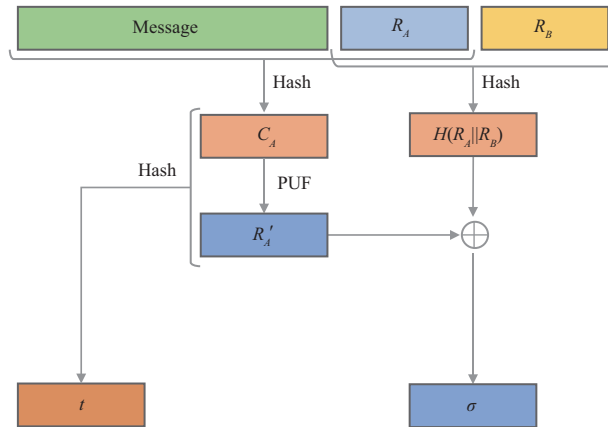 Message
R_A
R_B
Hash
Hash
C_A
H(R_A||R_B)
Hash
PUF
R_A′
t
σ